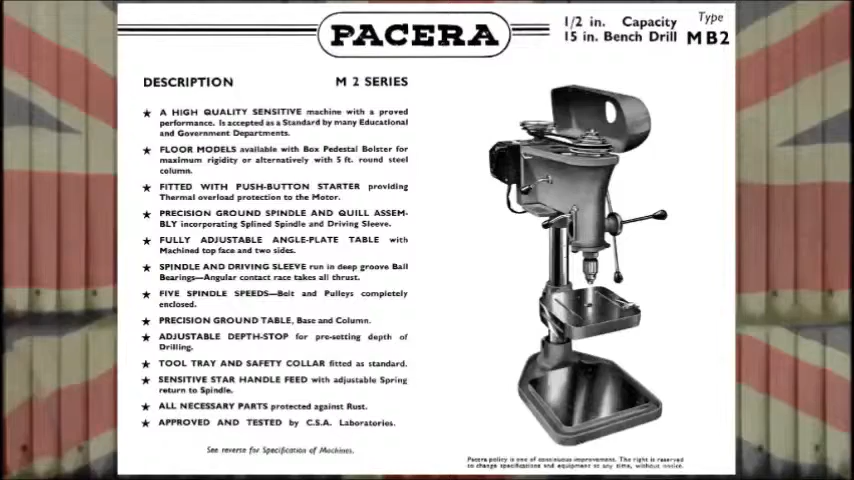 PACERA
1/2 in. Capacity
15 in. Bench Drill
Type
MB2
DESCRIPTION M 2 SERIES
★ A HIGH QUALITY SENSITIVE machine with a proved
performance. Is accepted as a Standard by many Educational
and Government Departments.
★ FLOOR MODELS available with Box Pedestal Bolster for
maximum rigidity or alternatively with 5 ft. round steel
column.
★ FITTED WITH PUSH-BUTTON STARTER providing
Thermal overload protection to the Motor.
★ PRECISION GROUND SPINDLE AND QUILL ASSEM-
BLY incorporating Splined Spindle and Driving Sleeve.
★ FULLY ADJUSTABLE ANGLE-PLATE TABLE with
Machined top face and two sides.
★ SPINDLE AND DRIVING SLEEVE run in deep groove Ball
Bearings—Angular contact race takes all thrust.
★ FIVE SPINDLE SPEEDS—Belt and Pulleys completely
enclosed.
★ PRECISION GROUND TABLE, Base and Column.
★ ADJUSTABLE DEPTH-STOP for pre-setting depth of
Drilling.
★ TOOL TRAY AND SAFETY COLLAR fitted as standard.
★ SENSITIVE STAR HANDLE FEED with adjustable Spring
return to Spindle.
★ ALL NECESSARY PARTS protected against Rust.
★ APPROVED AND TESTED by C.S.A. Laboratories.
See reverse for Specification of Machines.
Pacera policy is one of continuous improvement. The right is reserved
to change specifications and equipment at any time, without notice.